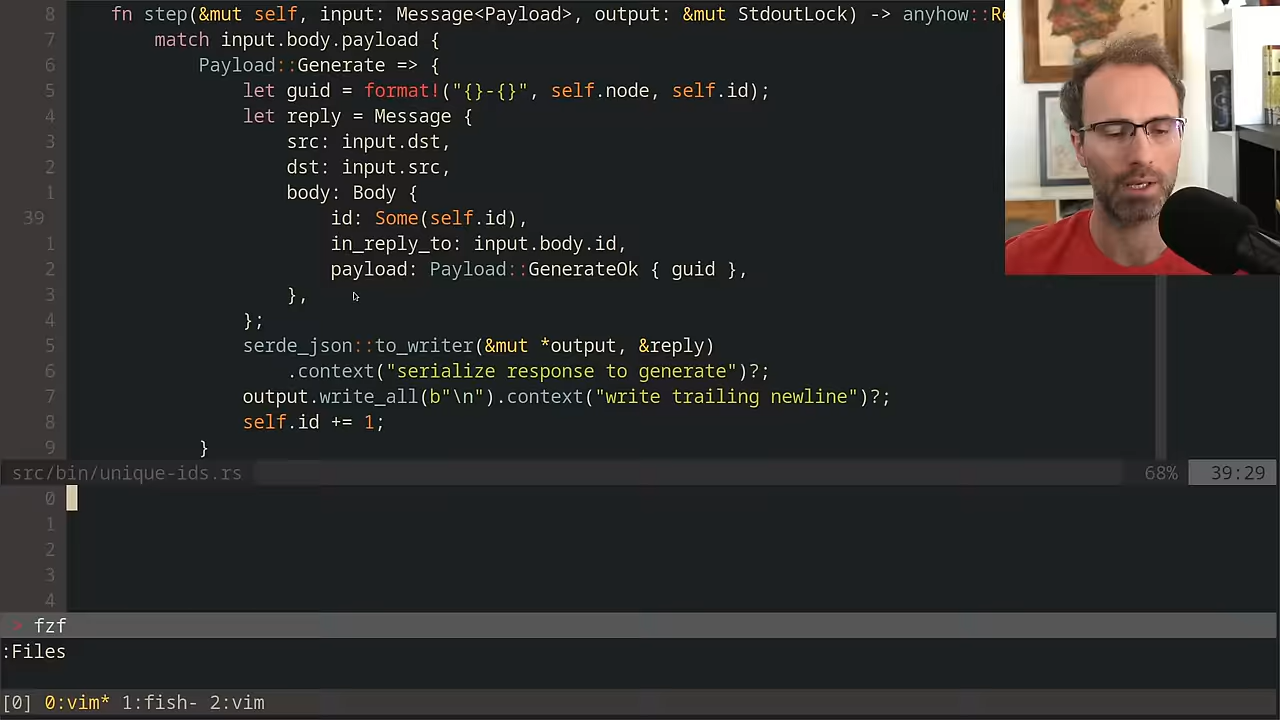 8 fn step(&mut self, input: Message<Payload>, output: &mut StdoutLock) -> anyhow::Re
7 match input.body.payload {
6 Payload::Generate => {
5 let guid = format!("{}-{}", self.node, self.id);
4 let reply = Message {
3 src: input.dst,
2 dst: input.src,
1 body: Body {
39 id: Some(self.id),
1 in_reply_to: input.body.id,
2 payload: Payload::GenerateOk { guid },
3 },
4 };
5 serde_json::to_writer(&mut *output, &reply)
6 .context("serialize response to generate")?;
7 output.write_all(b"\n").context("write trailing newline")?;
8 self.id += 1;
9 }
src/bin/unique-ids.rs 68% 39:29
0
1
2
3
4
> fzf
:Files
[0] 0:vim* 1:fish- 2:vim